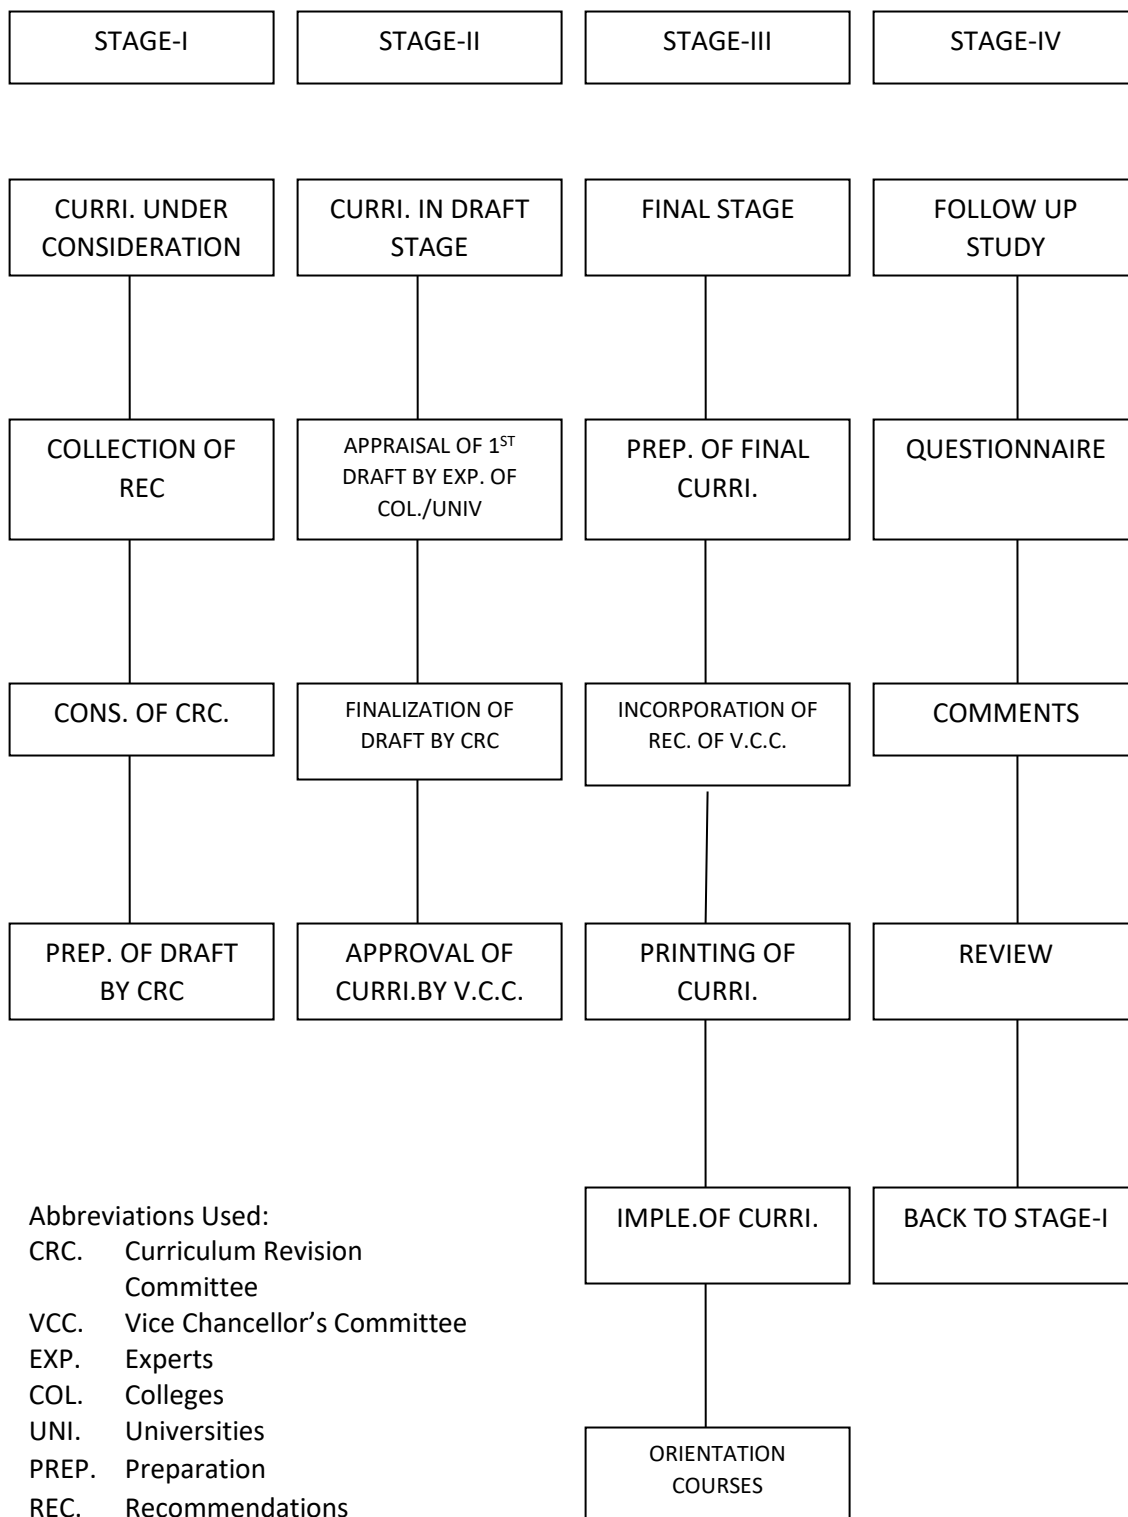 STAGE-I
STAGE-II
STAGE-III
STAGE-IV
CURRI. UNDER
CONSIDERATION
CURRI. IN DRAFT
STAGE
FINAL STAGE
FOLLOW UP
STUDY
COLLECTION OF
REC
APPRAISAL OF 1ST
DRAFT BY EXP. OF
COL./UNIV
PREP. OF FINAL
CURRI.
QUESTIONNAIRE
CONS. OF CRC.
FINALIZATION OF
DRAFT BY CRC
INCORPORATION OF
REC. OF V.C.C.
COMMENTS
PREP. OF DRAFT
BY CRC
APPROVAL OF
CURRI.BY V.C.C.
PRINTING OF
CURRI.
REVIEW
IMPLE.OF CURRI.
BACK TO STAGE-I
ORIENTATION
COURSES
Abbreviations Used:
CRC. Curriculum Revision
Committee
VCC. Vice Chancellor’s Committee
EXP. Experts
COL. Colleges
UNI. Universities
PREP. Preparation
REC. Recommendations